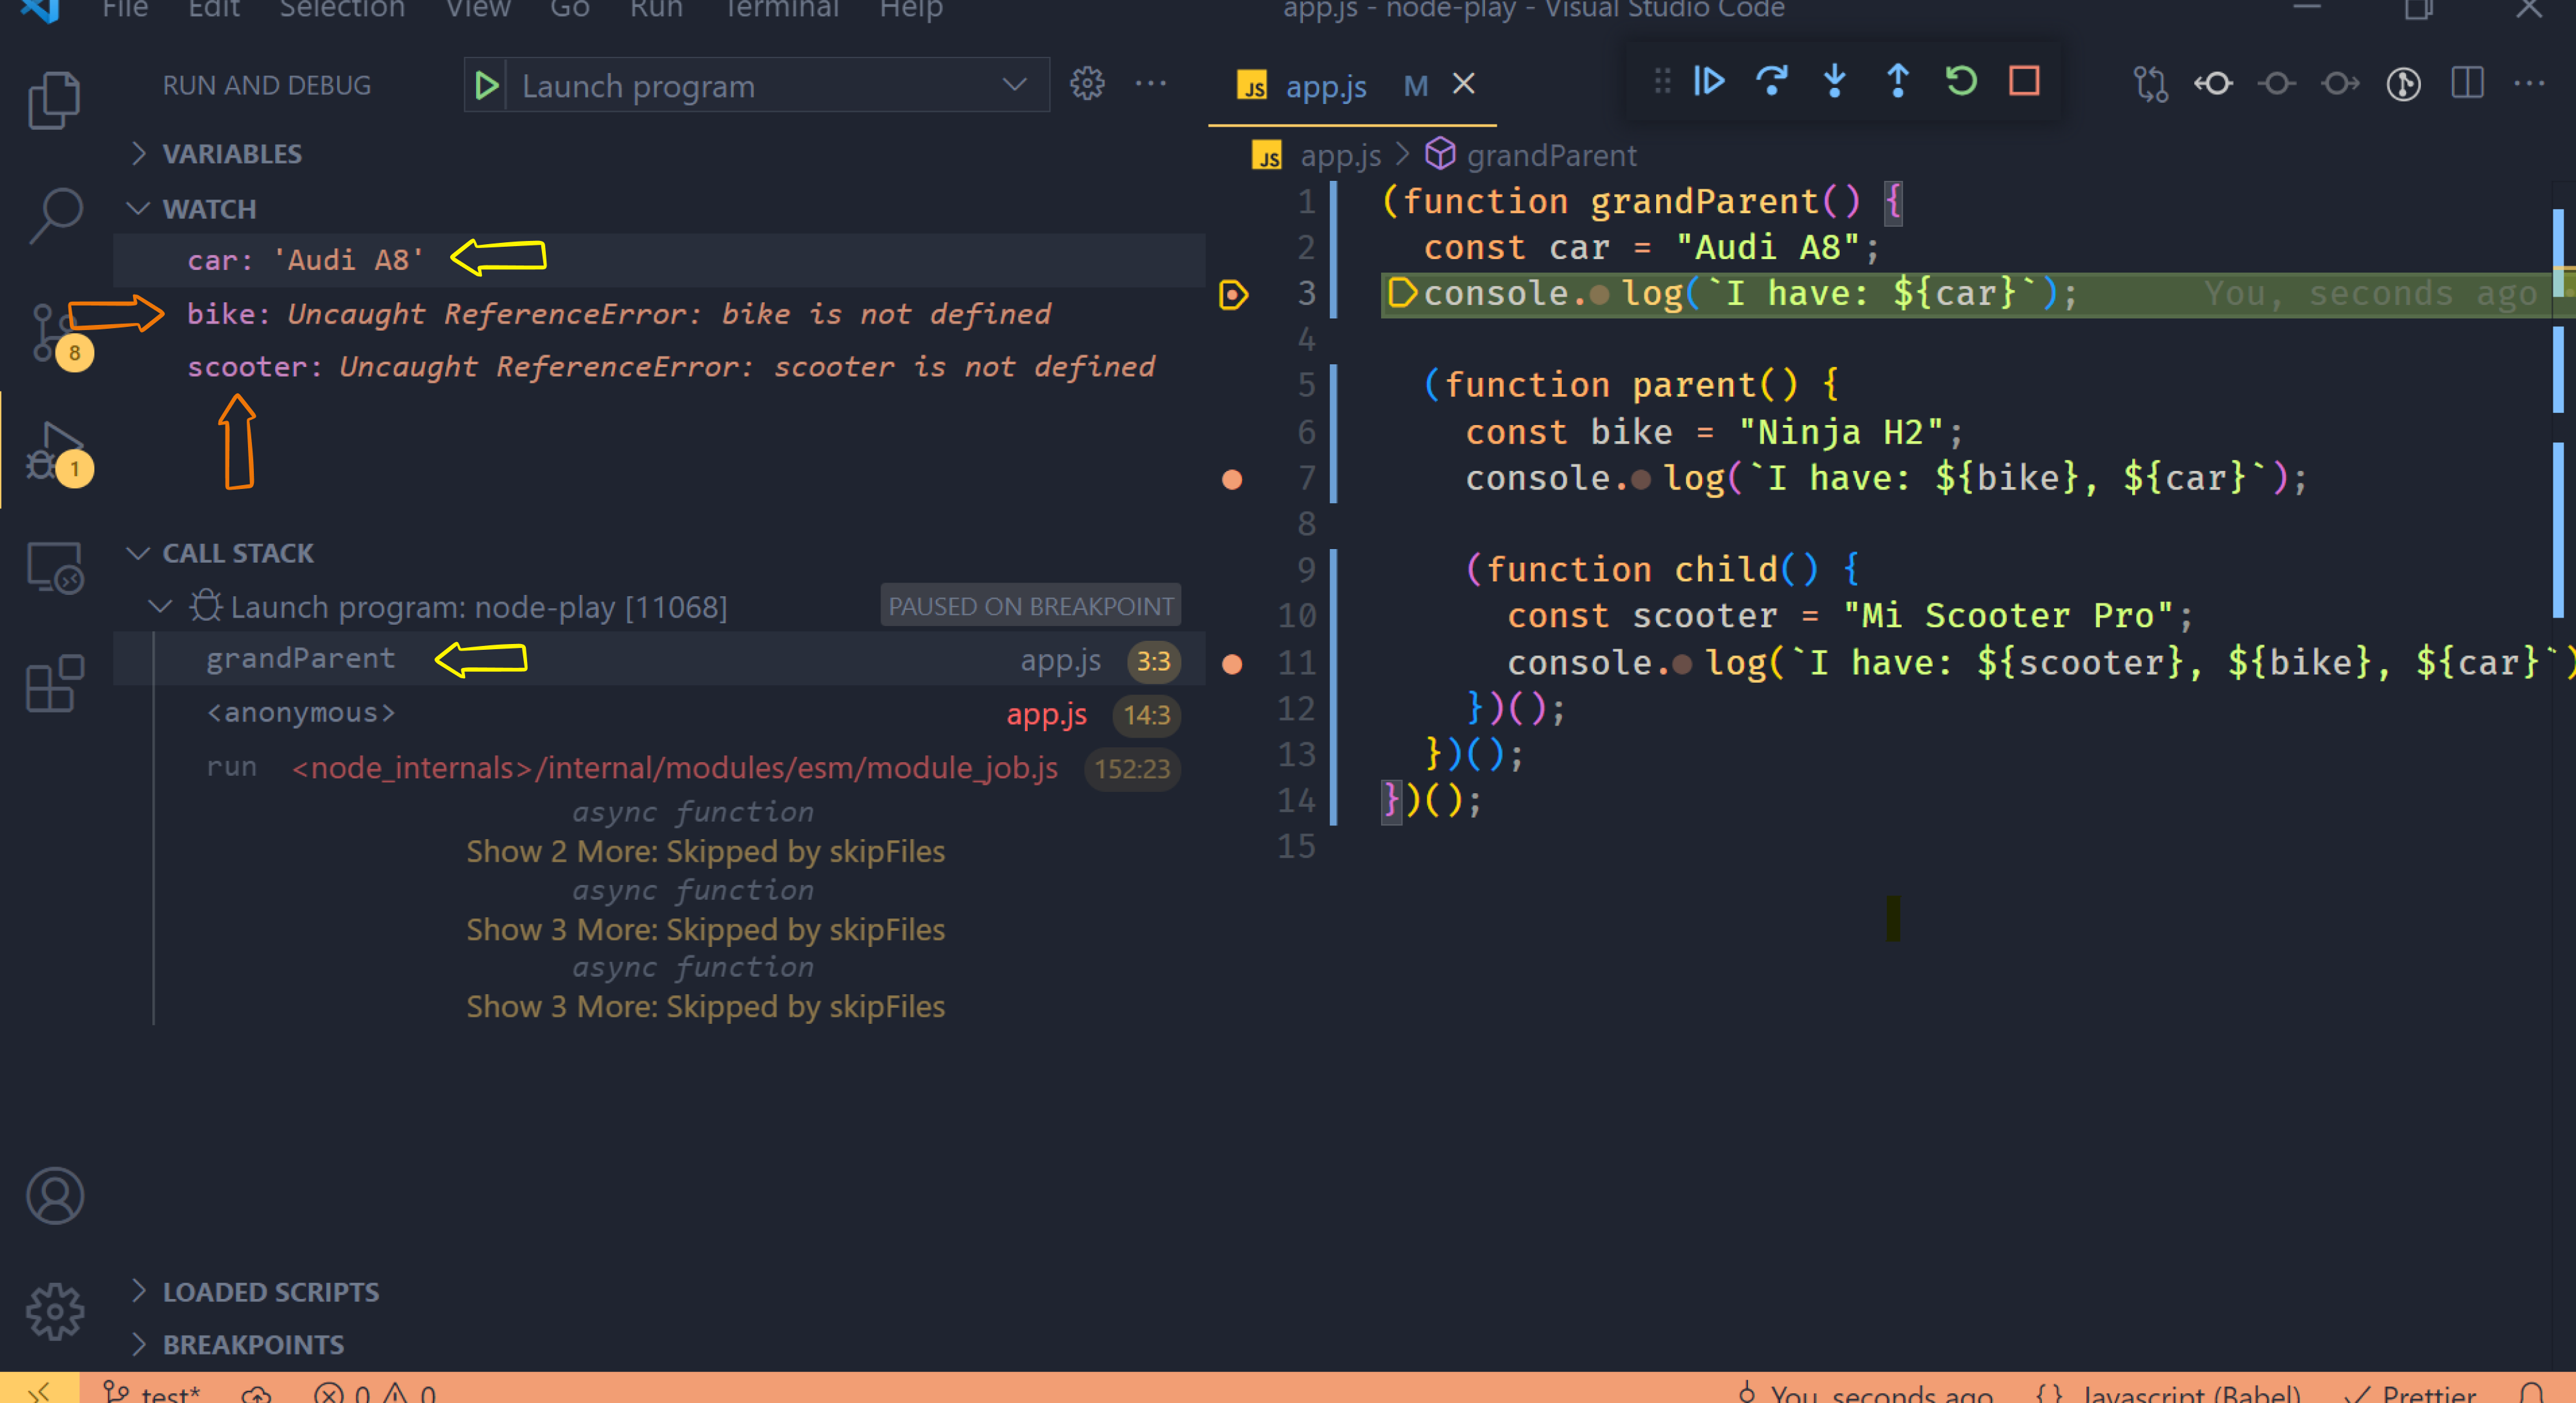 File Edit Selection View Go Run Terminal Help app.js - node-play - Visual Studio Code
RUN AND DEBUG Launch program
VARIABLES
WATCH
car: 'Audi A8'
bike: Uncaught ReferenceError: bike is not defined
scooter: Uncaught ReferenceError: scooter is not defined
8
1
CALL STACK
Launch program: node-play [11068] PAUSED ON BREAKPOINT
grandParent app.js 3:3
<anonymous> app.js 14:3
run <node_internals>/internal/modules/esm/module_job.js 152:23
async function
Show 2 More: Skipped by skipFiles
async function
Show 3 More: Skipped by skipFiles
async function
Show 3 More: Skipped by skipFiles
LOADED SCRIPTS
BREAKPOINTS
JS app.js M
JS app.js > grandParent
1 (function grandParent() {
2 const car = "Audi A8";
3 console.log(`I have: ${car}`); You, seconds ago
4
5 (function parent() {
6 const bike = "Ninja H2";
7 console.log(`I have: ${bike}, ${car}`);
8
9 (function child() {
10 const scooter = "Mi Scooter Pro";
11 console.log(`I have: ${scooter}, ${bike}, ${car}`)
12 })();
13 })();
14 })();
15
test* 0 0 You, seconds ago {} Javascript (Babel) Prettier